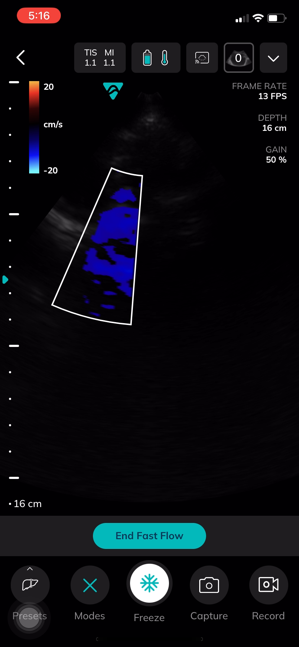 5:16
TIS MI
1.1 1.1
0
20
cm/s
-20
FRAME RATE
13 FPS
DEPTH
16 cm
GAIN
50 %
16 cm
End Fast Flow
Presets
Modes
Freeze
Capture
Record